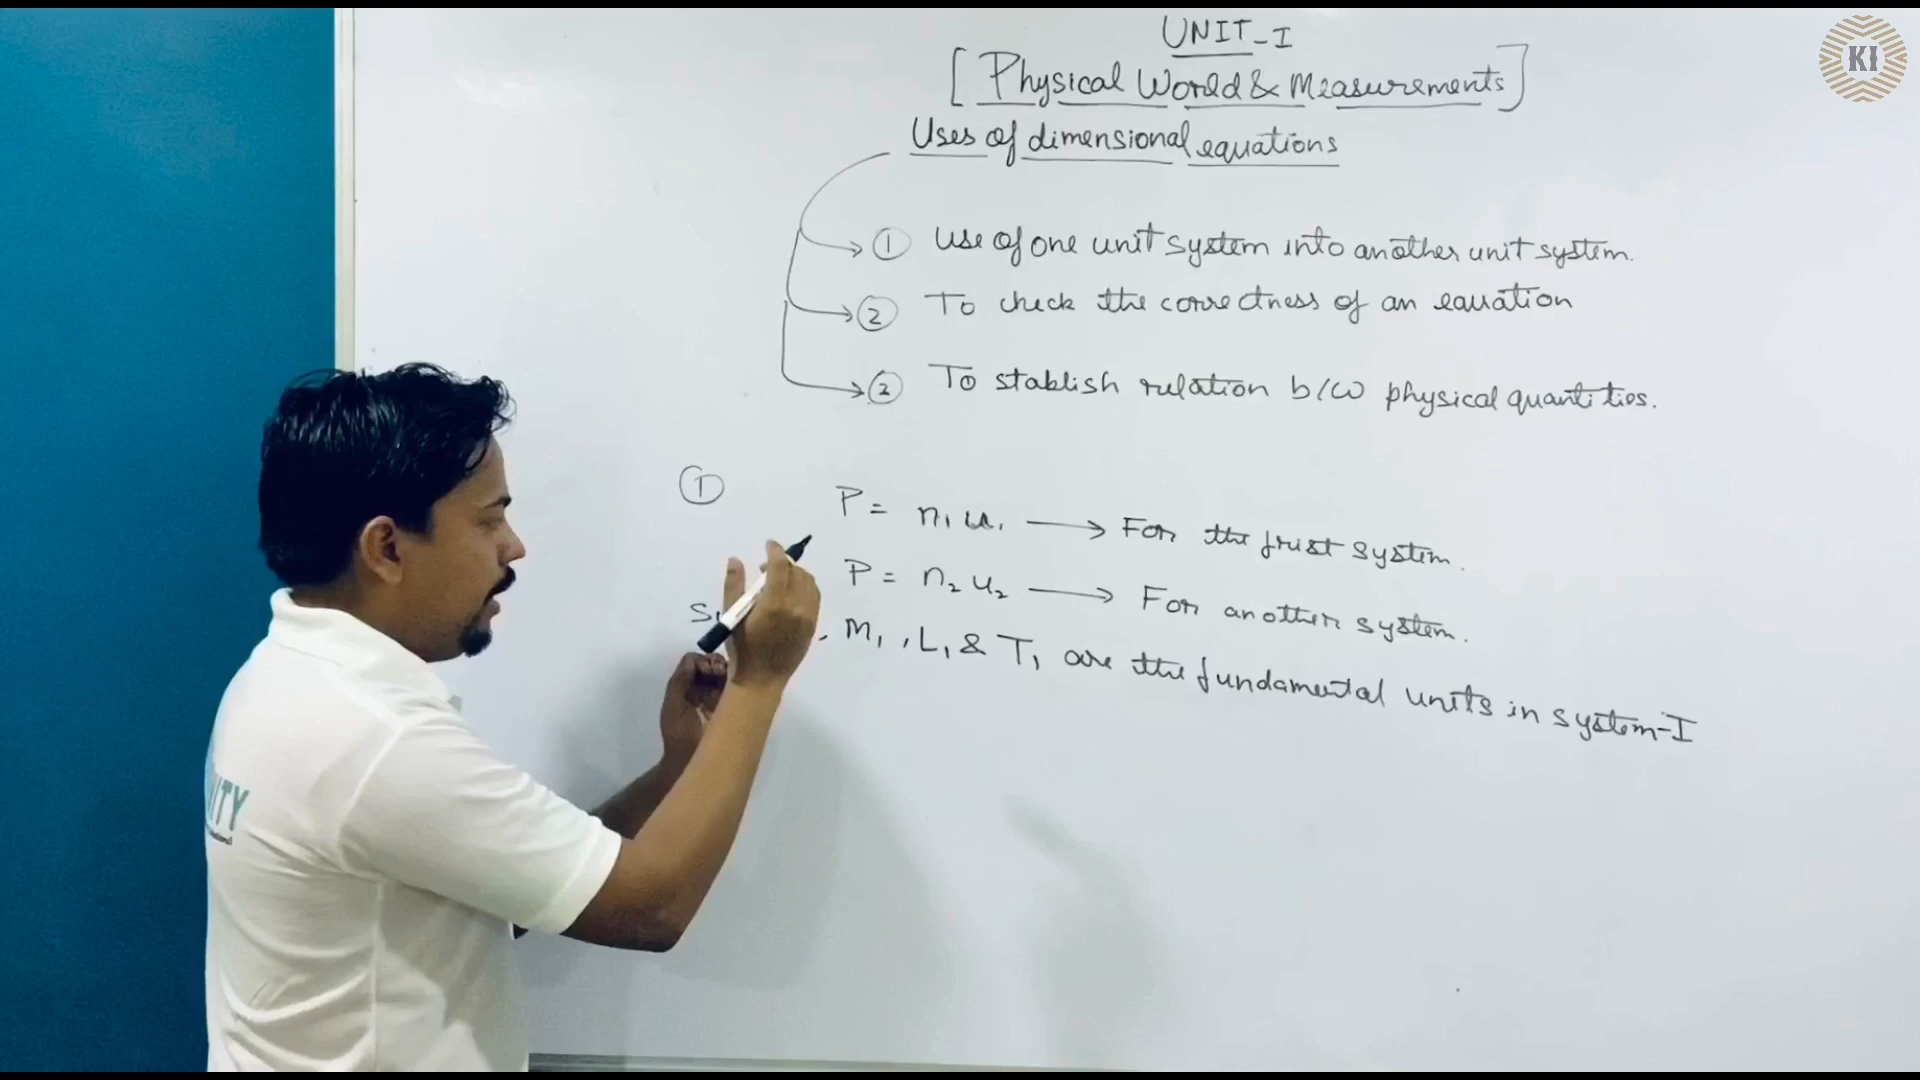 UNIT-I
[Physical World & Measurements]
KI
Uses of dimensional equations
① Use of one unit system into another unit system.
② To check the correctness of an equation
② To stablish relation b/w physical quantities.
① P = n₁u₁ → For the frist system.
P = n₂u₂ → For another system.
M₁, L₁ & T₁ are the fundamental units in system-I